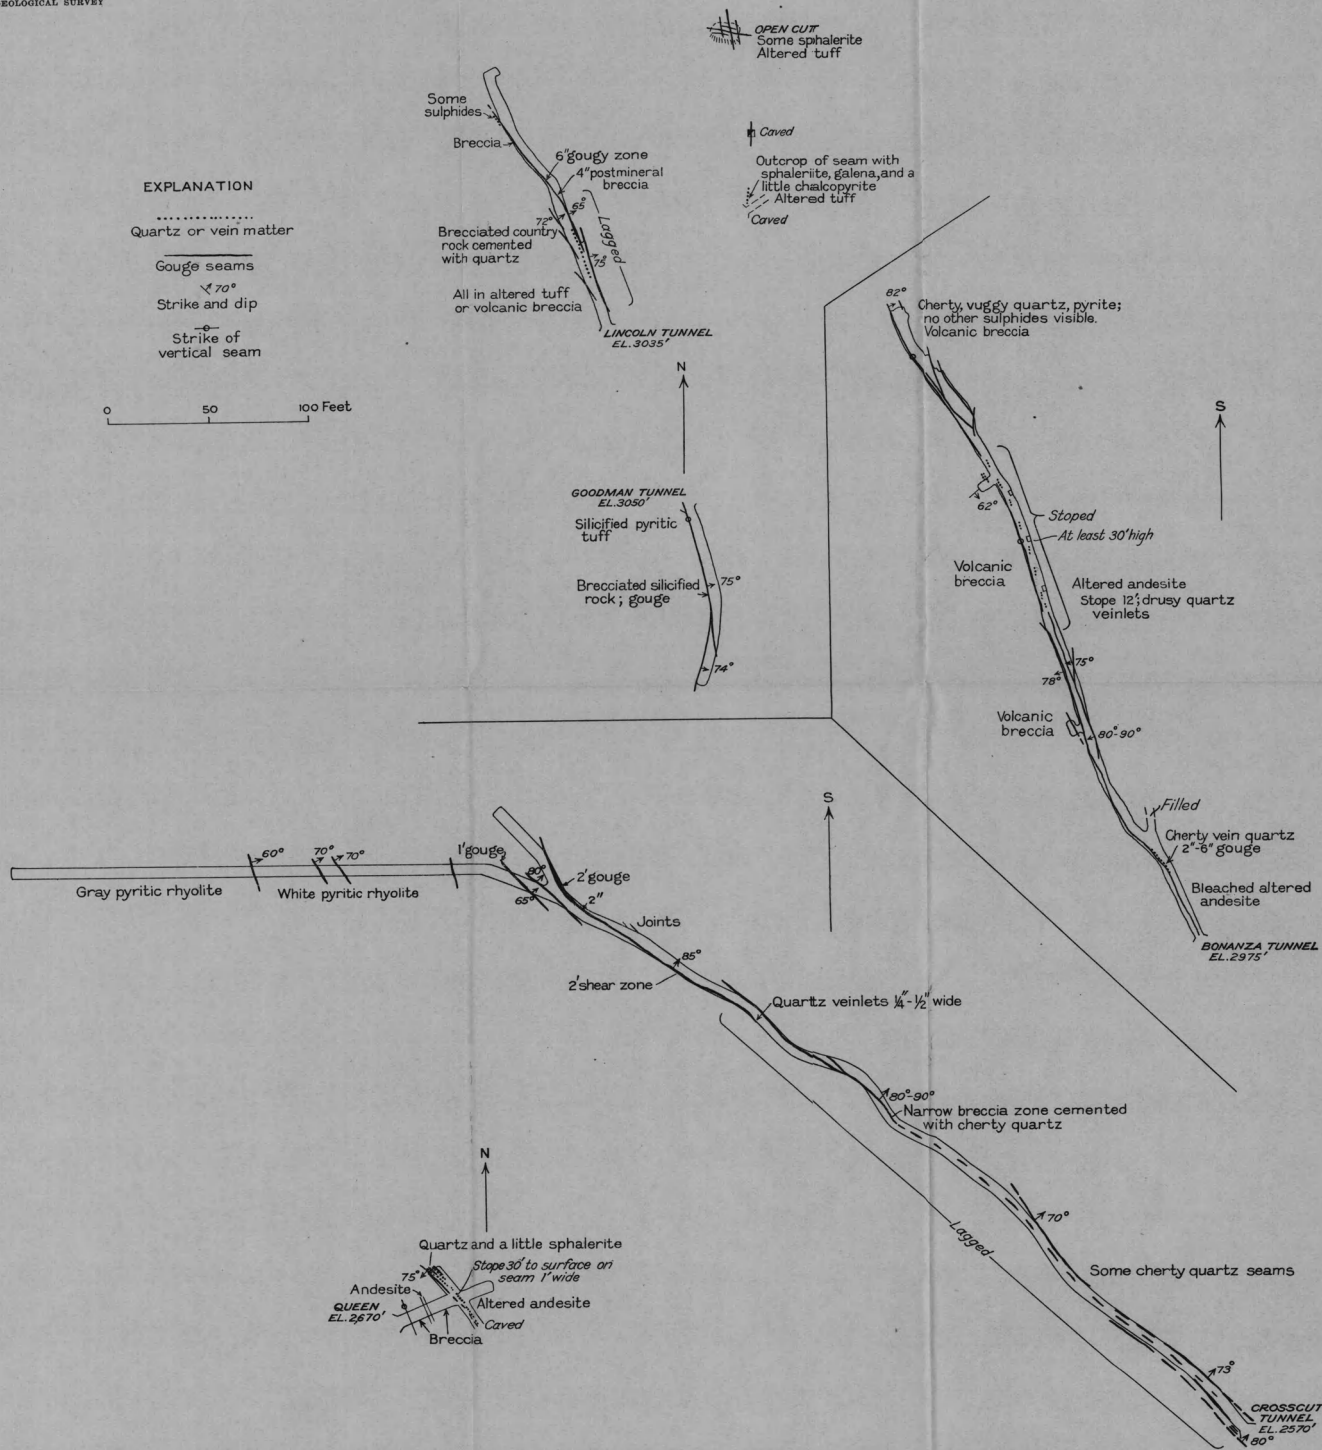 GEOLOGICAL SURVEY
OPEN CUT
Some sphalerite
Altered tuff
Some
sulphides
Breccia
6" gougy zone
4" postmineral
breccia
65°
72°
Lagged
75°
Brecciated country
rock cemented
with quartz
All in altered tuff
or volcanic breccia
LINCOLN TUNNEL
EL. 3035'
Caved
Outcrop of seam with
sphaleriite, galena, and a
little chalcopyrite
Altered tuff
Caved
EXPLANATION
Quartz or vein matter
Gouge seams
70°
Strike and dip
Strike of
vertical seam
0 50 100 Feet
N
GOODMAN TUNNEL
EL. 3050'
Silicified pyritic
tuff
Brecciated silicified
rock; gouge
75°
74°
82°
Cherty, vuggy quartz, pyrite;
no other sulphides visible.
Volcanic breccia
S
62°
Stoped
At least 30' high
Volcanic
breccia
Altered andesite
Stope 12'; drusy quartz
veinlets
75°
78°
Volcanic
breccia
80°-90°
Filled
Cherty vein quartz
2"-6" gouge
Bleached altered
andesite
BONANZA TUNNEL
EL. 2975'
S
60°
70°
70°
1' gouge
Gray pyritic rhyolite
White pyritic rhyolite
65°
2' gouge
2"
Joints
85°
2' shear zone
Quartz veinlets ¼"-½" wide
80°-90°
Narrow breccia zone cemented
with cherty quartz
70°
Lagged
Some cherty quartz seams
73°
CROSSCUT
TUNNEL
EL. 2570'
80°
N
Quartz and a little sphalerite
Stope 30' to surface on
seam 1' wide
75°
Andesite
QUEEN
EL. 2,670'
Altered andesite
Caved
Breccia